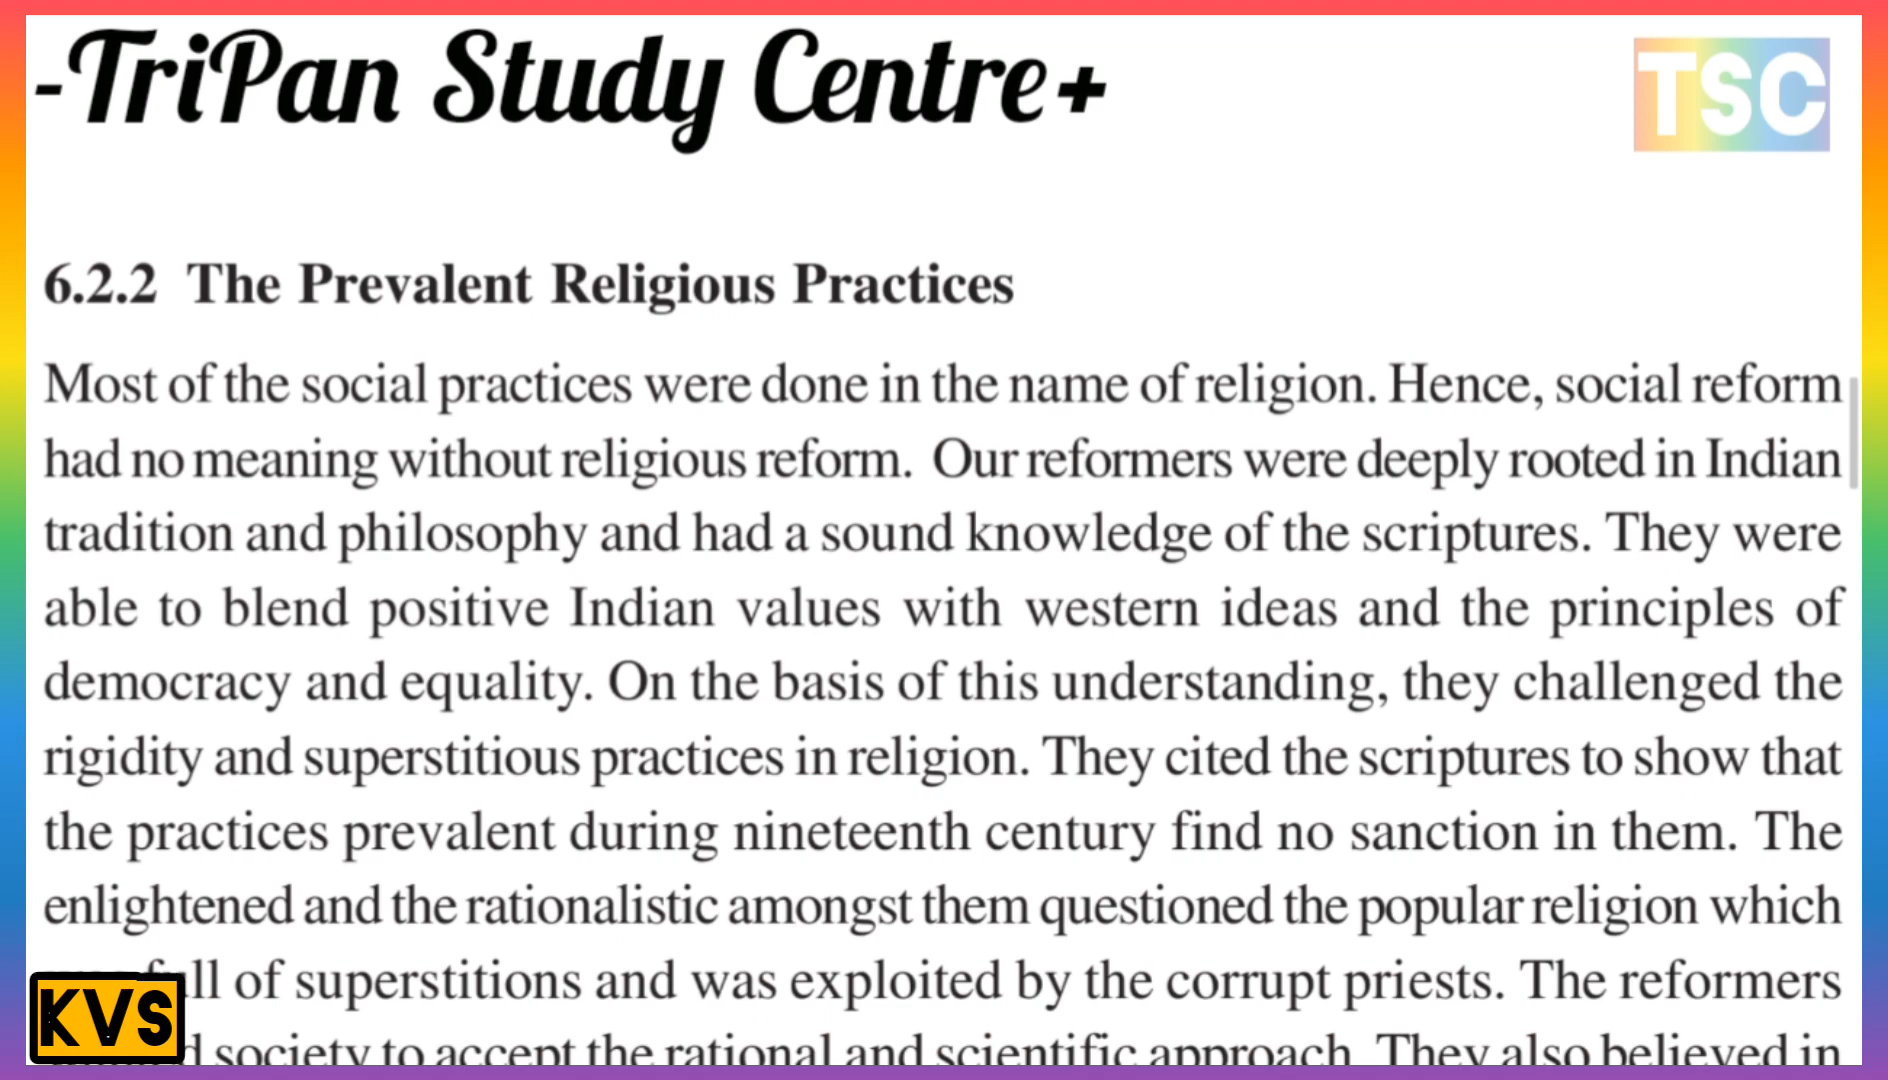 -TriPan Study Centre+
TSC
6.2.2 The Prevalent Religious Practices
Most of the social practices were done in the name of religion. Hence, social reform
had no meaning without religious reform. Our reformers were deeply rooted in Indian
tradition and philosophy and had a sound knowledge of the scriptures. They were
able to blend positive Indian values with western ideas and the principles of
democracy and equality. On the basis of this understanding, they challenged the
rigidity and superstitious practices in religion. They cited the scriptures to show that
the practices prevalent during nineteenth century find no sanction in them. The
enlightened and the rationalistic amongst them questioned the popular religion which
of superstitions and was exploited by the corrupt priests. The reformers
society to accept the rational and scientific approach. They also believed in
KVS